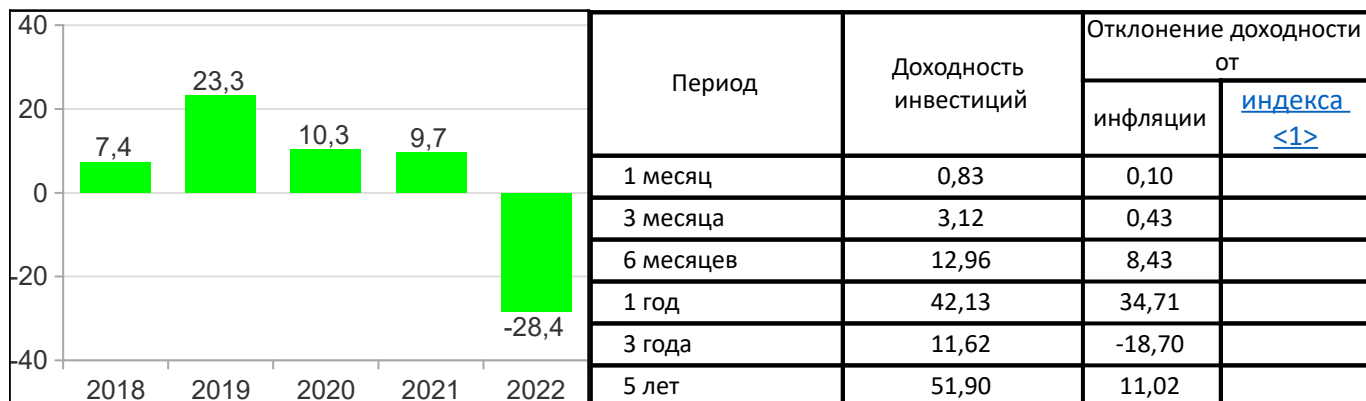 40
20
0
-20
-40
7,4
23,3
10,3
9,7
-28,4
2018 2019 2020 2021 2022
Период
Доходность
инвестиций
Отклонение доходности
от
инфляции
индекса
<1>
1 месяц 0,83 0,10
3 месяца 3,12 0,43
6 месяцев 12,96 8,43
1 год 42,13 34,71
3 года 11,62 -18,70
5 лет 51,90 11,02